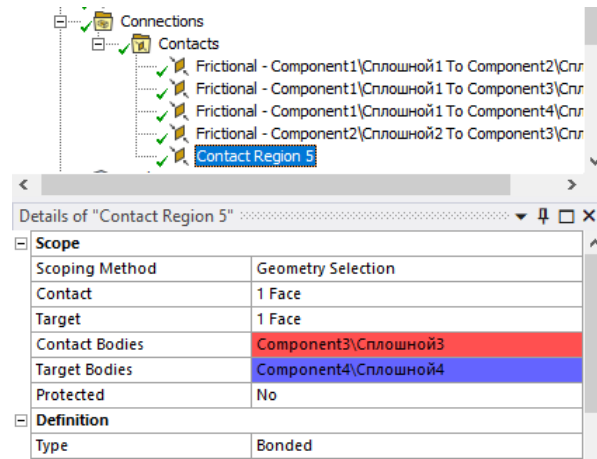 Connections
Contacts
Frictional - Component1\Сплошной1 To Component2\Спл
Frictional - Component1\Сплошной1 To Component3\Спл
Frictional - Component1\Сплошной1 To Component4\Спл
Frictional - Component2\Сплошной2 To Component3\Спл
Contact Region 5
Details of "Contact Region 5"
Scope
Scoping Method Geometry Selection
Contact 1 Face
Target 1 Face
Contact Bodies Component3\Сплошной3
Target Bodies Component4\Сплошной4
Protected No
Definition
Type Bonded